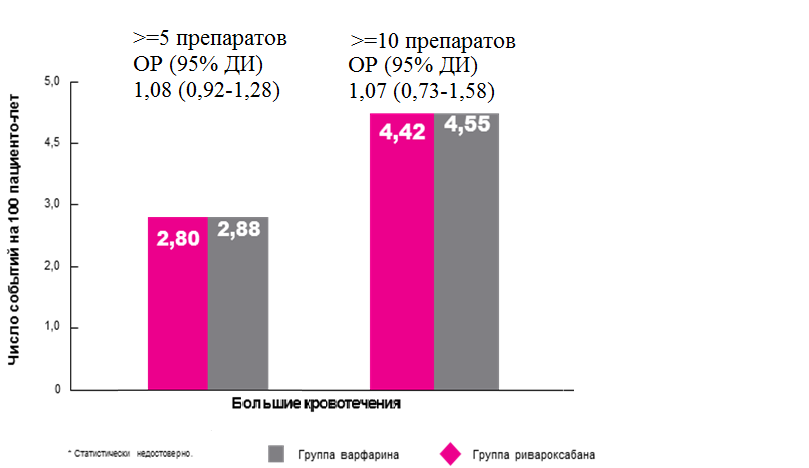 >=5 препаратов
ОР (95% ДИ)
1,08 (0,92-1,28)
>=10 препаратов
ОР (95% ДИ)
1,07 (0,73-1,58)
Число событий на 100 пациенто-лет
5,0
4,5
3,0
2,0
1,0
0
2,80
2,88
4,42
4,55
Большие кровотечения
* Статистически недостоверно.
Группа варфарина
Группа ривароксабана